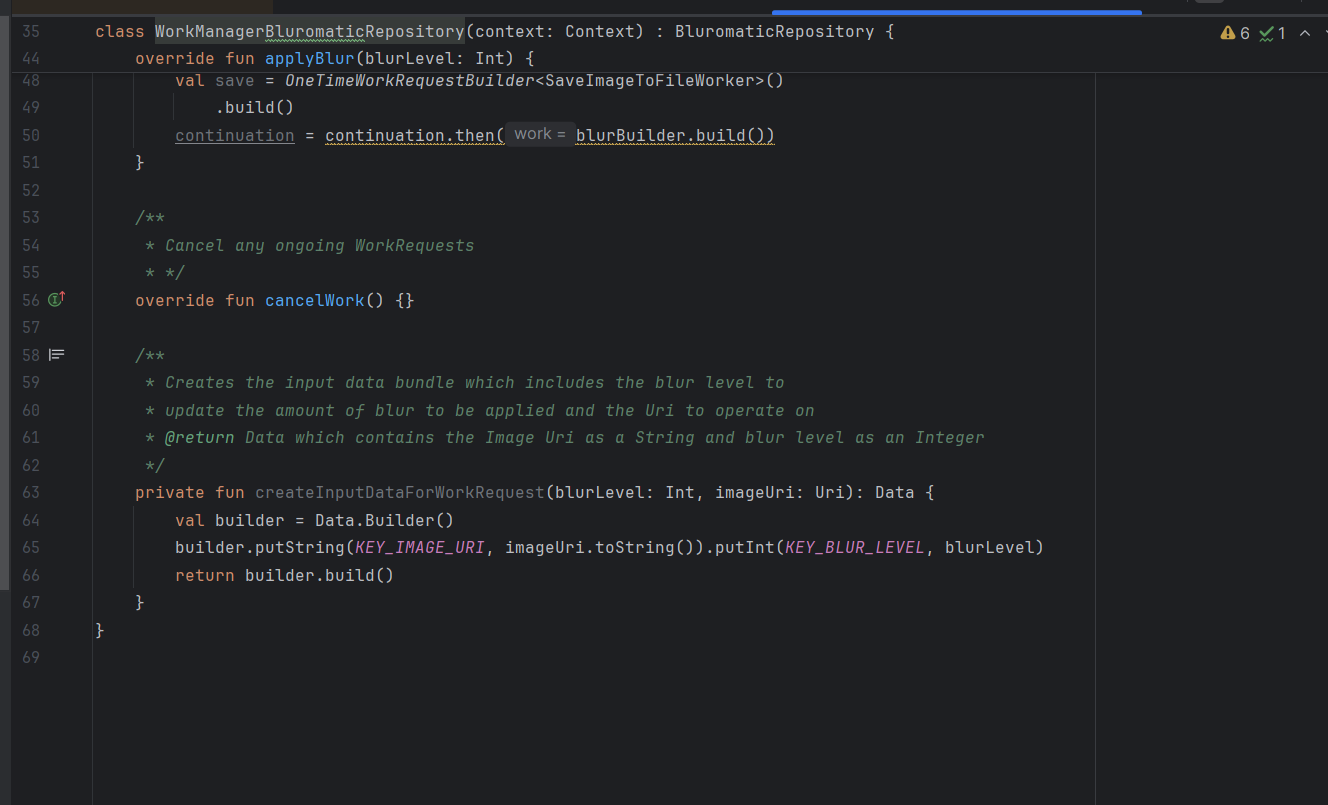 35 class WorkManagerBluromaticRepository(context: Context) : BluromaticRepository {
6 1
44 override fun applyBlur(blurLevel: Int) {
48 val save = OneTimeWorkRequestBuilder<SaveImageToFileWorker>()
49 .build()
50 continuation = continuation.then( work = blurBuilder.build())
51 }
52
53 /**
54 * Cancel any ongoing WorkRequests
55 * */
56 override fun cancelWork() {}
57
58 /**
59 * Creates the input data bundle which includes the blur level to
60 * update the amount of blur to be applied and the Uri to operate on
61 * @return Data which contains the Image Uri as a String and blur level as an Integer
62 */
63 private fun createInputDataForWorkRequest(blurLevel: Int, imageUri: Uri): Data {
64 val builder = Data.Builder()
65 builder.putString(KEY_IMAGE_URI, imageUri.toString()).putInt(KEY_BLUR_LEVEL, blurLevel)
66 return builder.build()
67 }
68 }
69